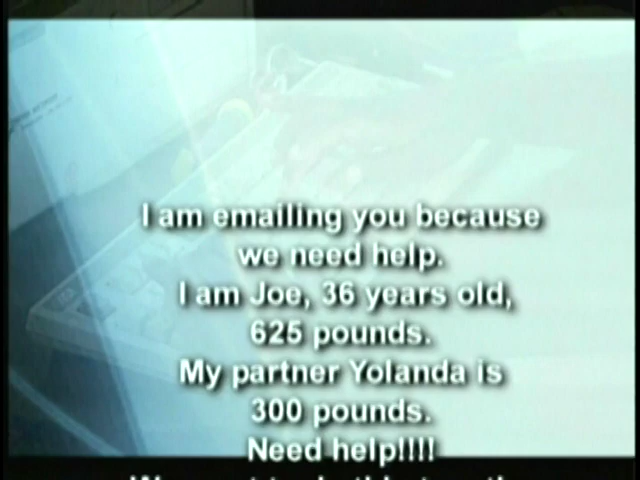 I am emailing you because
we need help.
I am Joe, 36 years old,
625 pounds.
My partner Yolanda is
300 pounds.
Need help!!!!